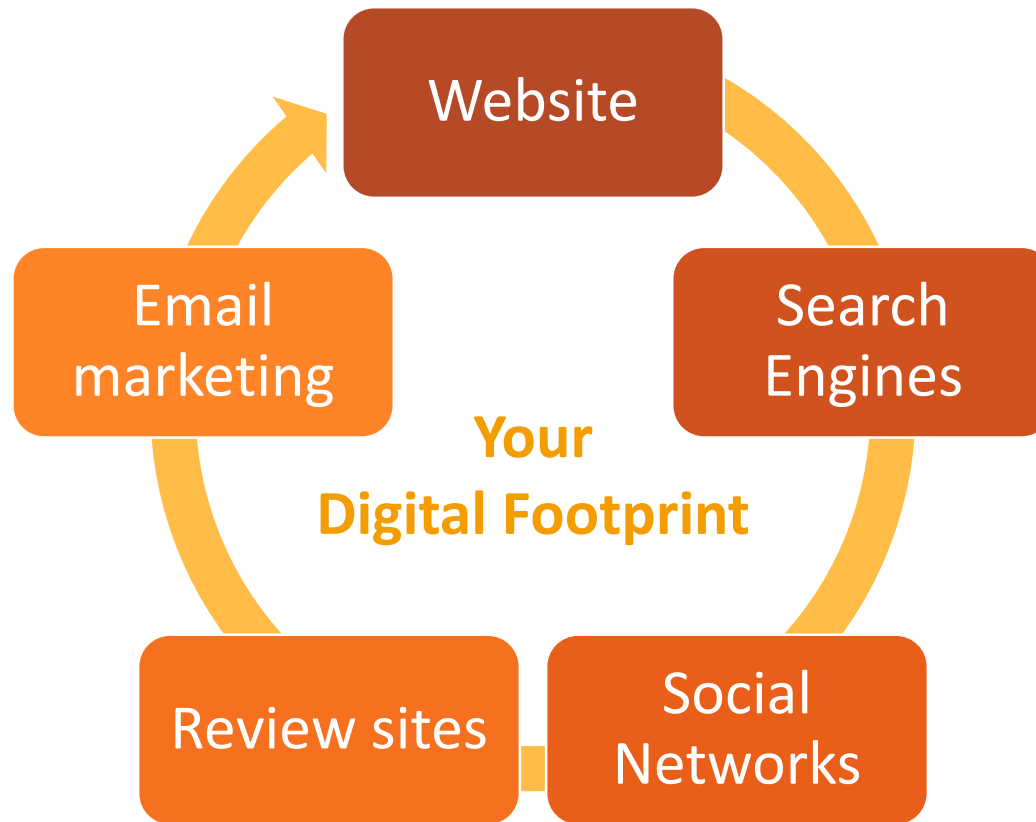 Website
Search
Engines
Social
Networks
Review sites
Email
marketing
Your
Digital Footprint